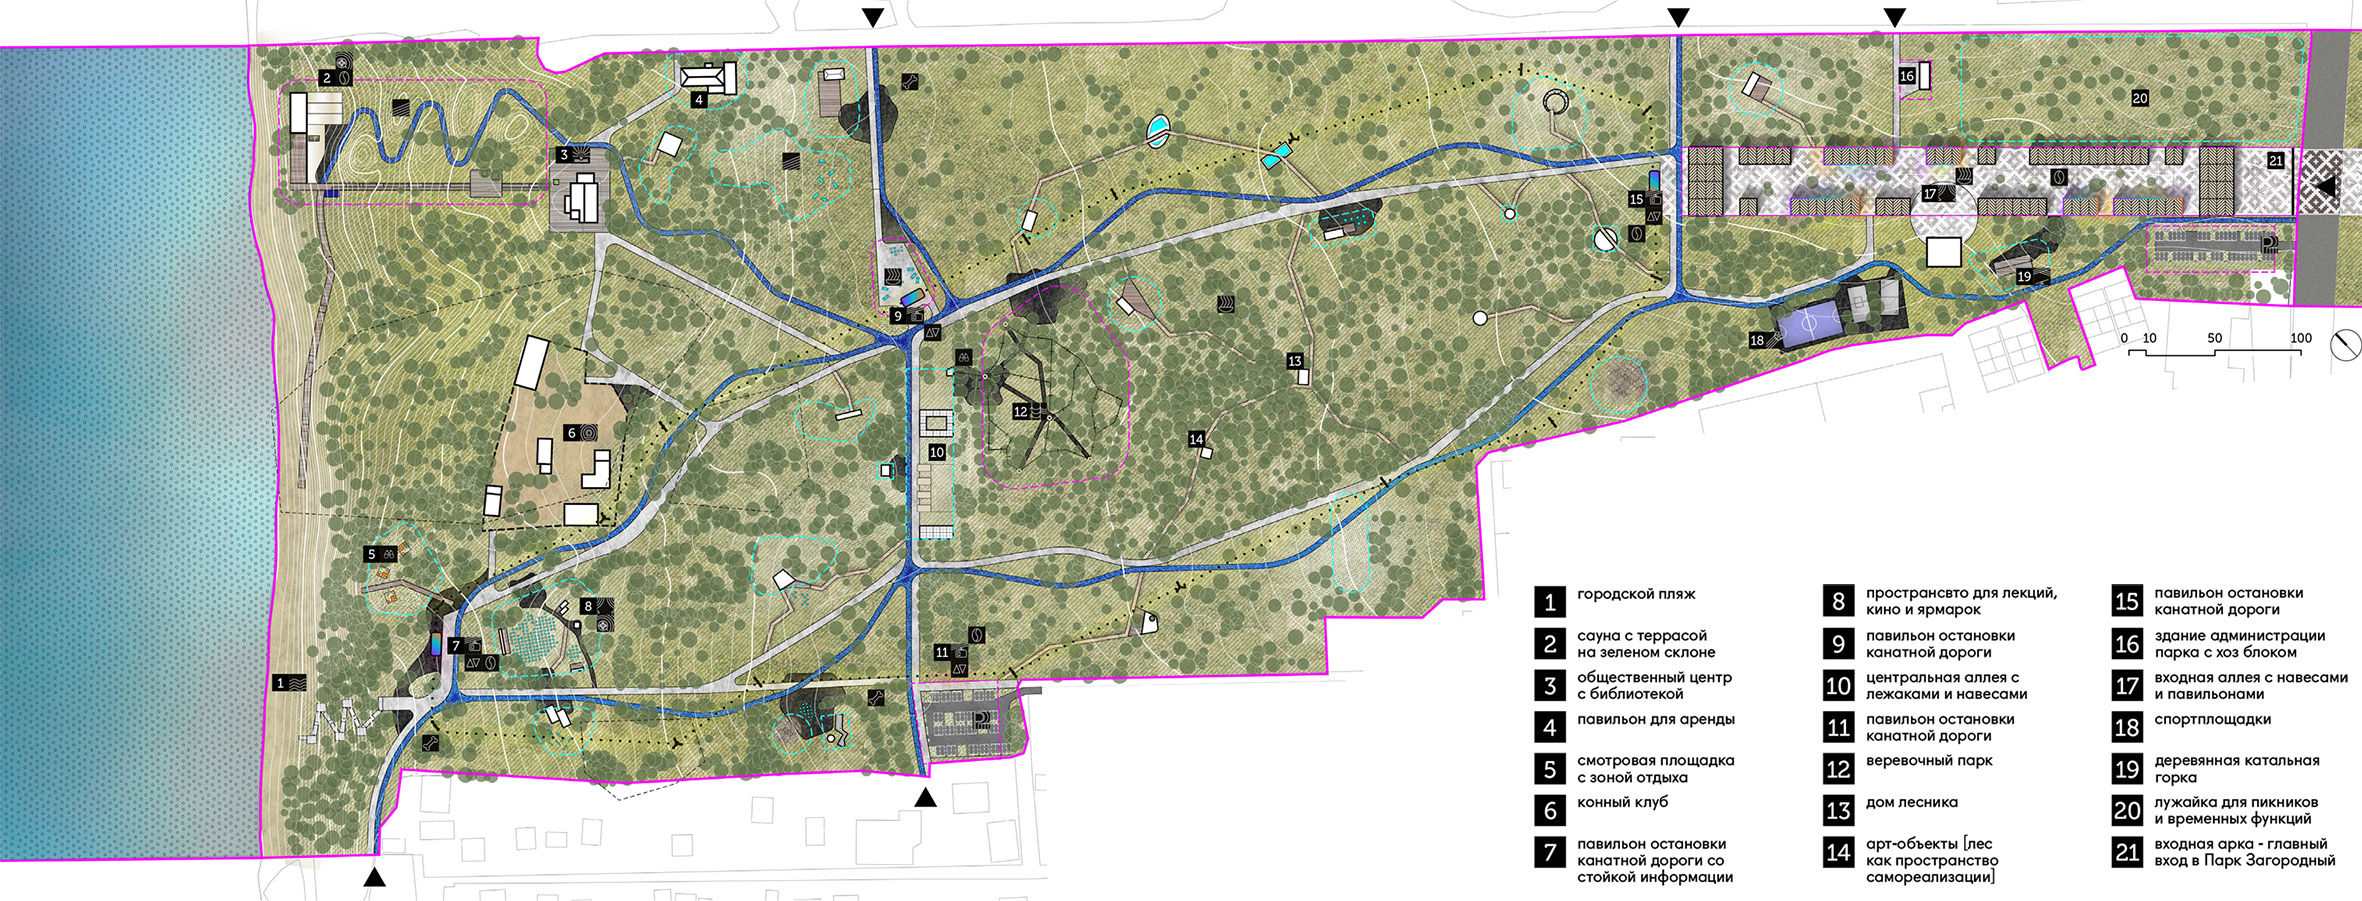 2
4
3
16
20
21
15
17
19
9
18
0 10 50 100
13
12
6
14
10
5
8
7
11
1
1 городской пляж
2 сауна с террасой
на зеленом склоне
3 общественный центр
с библиотекой
4 павильон для аренды
5 смотровая площадка
с зоной отдыха
6 конный клуб
7 павильон остановки
канатной дороги со
стойкой информации
8 пространсвто для лекций,
кино и ярмарок
9 павильон остановки
канатной дороги
10 центральная аллея с
лежаками и навесами
11 павильон остановки
канатной дороги
12 веревочный парк
13 дом лесника
14 арт-объекты [лес
как пространство
самореализации]
15 павильон остановки
канатной дороги
16 здание администрации
парка с хоз блоком
17 входная аллея с навесами
и павильонами
18 спортплощадки
19 деревянная катальная
горка
20 лужайка для пикников
и временных функций
21 входная арка - главный
вход в Парк Загородный